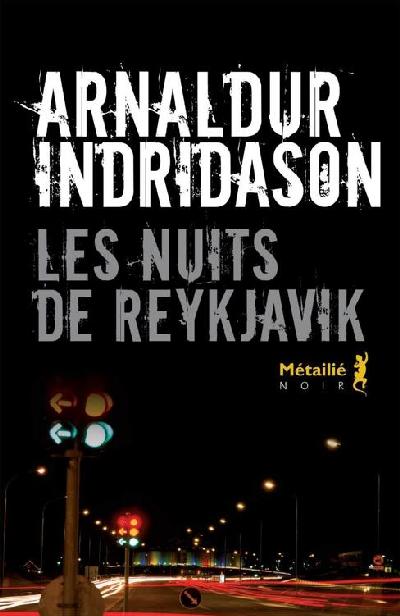 ARNALDUR
INDRIDASON
LES NUITS
DE REYKJAVIK
Métailié
NOIR